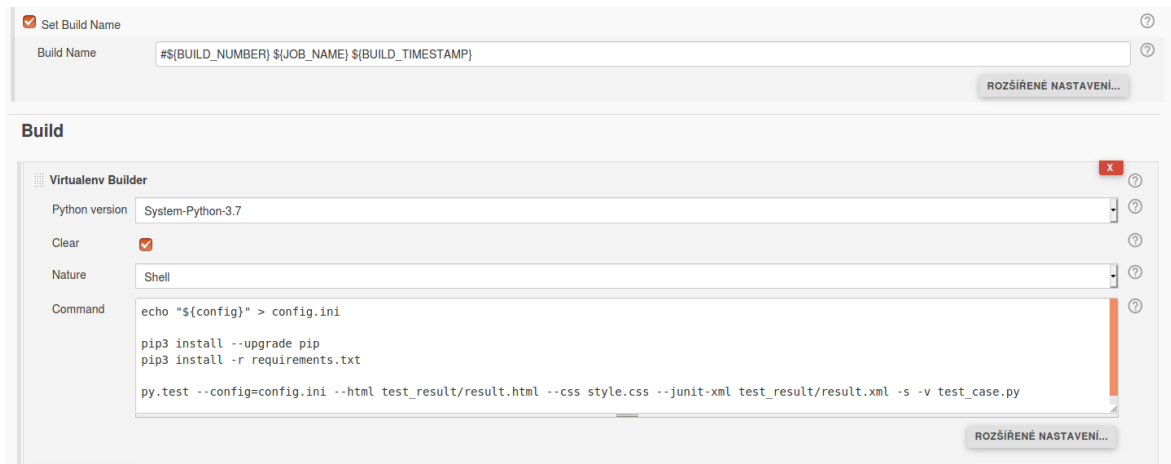 Set Build Name
Build Name #${BUILD_NUMBER} ${JOB_NAME} ${BUILD_TIMESTAMP}
ROZŠÍŘENÉ NASTAVENÍ...
Build
X
Virtualenv Builder
Python version System-Python-3.7
Clear
Nature Shell
Command echo "${config}" > config.ini
pip3 install --upgrade pip
pip3 install -r requirements.txt
py.test --config=config.ini --html test_result/result.html --css style.css --junit-xml test_result/result.xml -s -v test_case.py
ROZŠÍŘENÉ NASTAVENÍ...